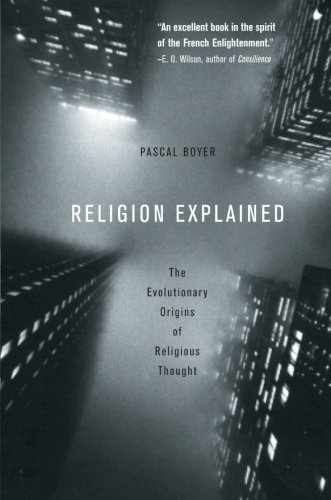 "An excellent book in the spirit
of the French Enlightenment."
–E. O. Wilson, author of Consilience
PASCAL BOYER
RELIGION EXPLAINED
The
Evolutionary
Origins
of
Religious
Thought